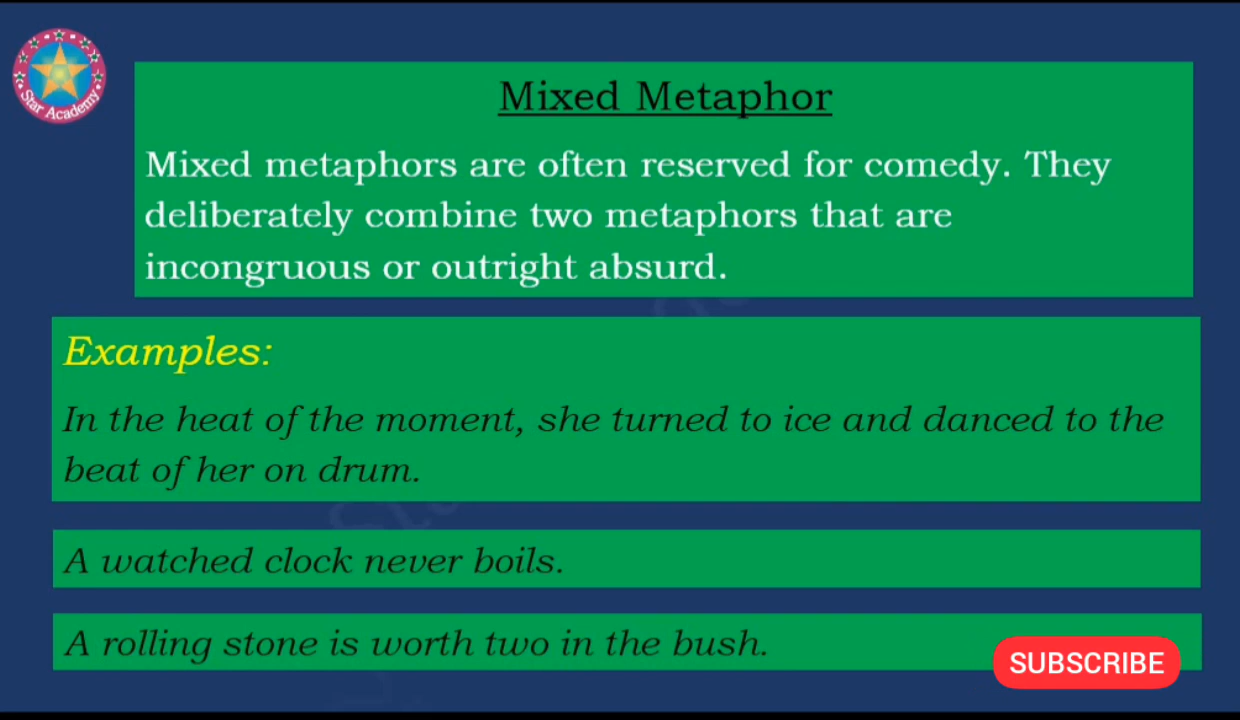 Star Academy
Mixed Metaphor
Mixed metaphors are often reserved for comedy. They
deliberately combine two metaphors that are
incongruous or outright absurd.
Examples:
In the heat of the moment, she turned to ice and danced to the
beat of her on drum.
A watched clock never boils.
A rolling stone is worth two in the bush.
SUBSCRIBE